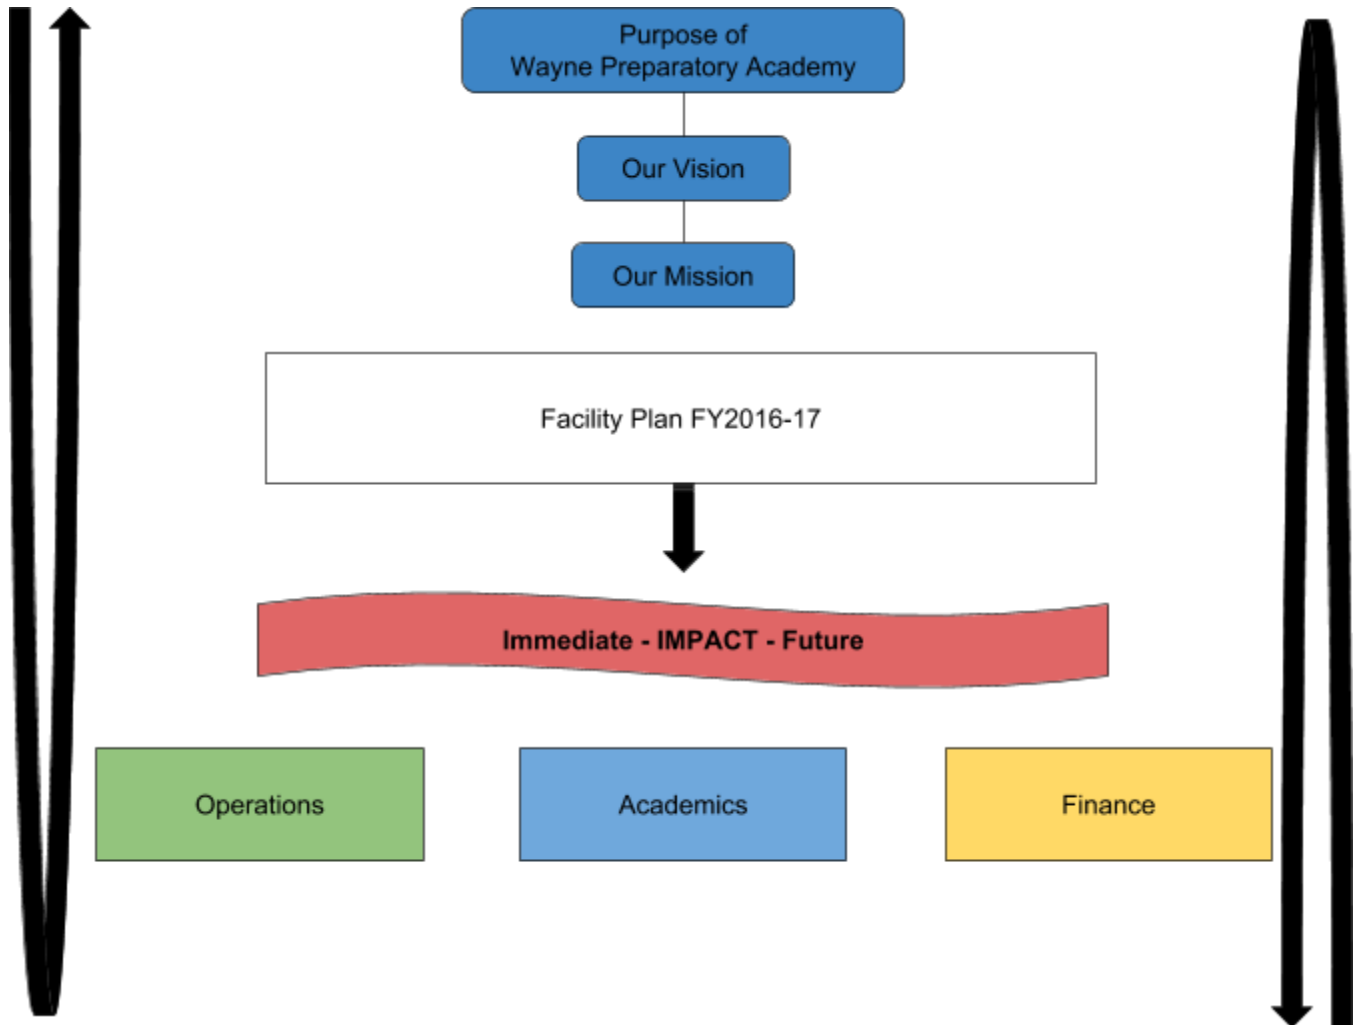 Purpose of
Wayne Preparatory Academy
Our Vision
Our Mission
Facility Plan FY2016-17
Immediate - IMPACT - Future
Operations
Academics
Finance